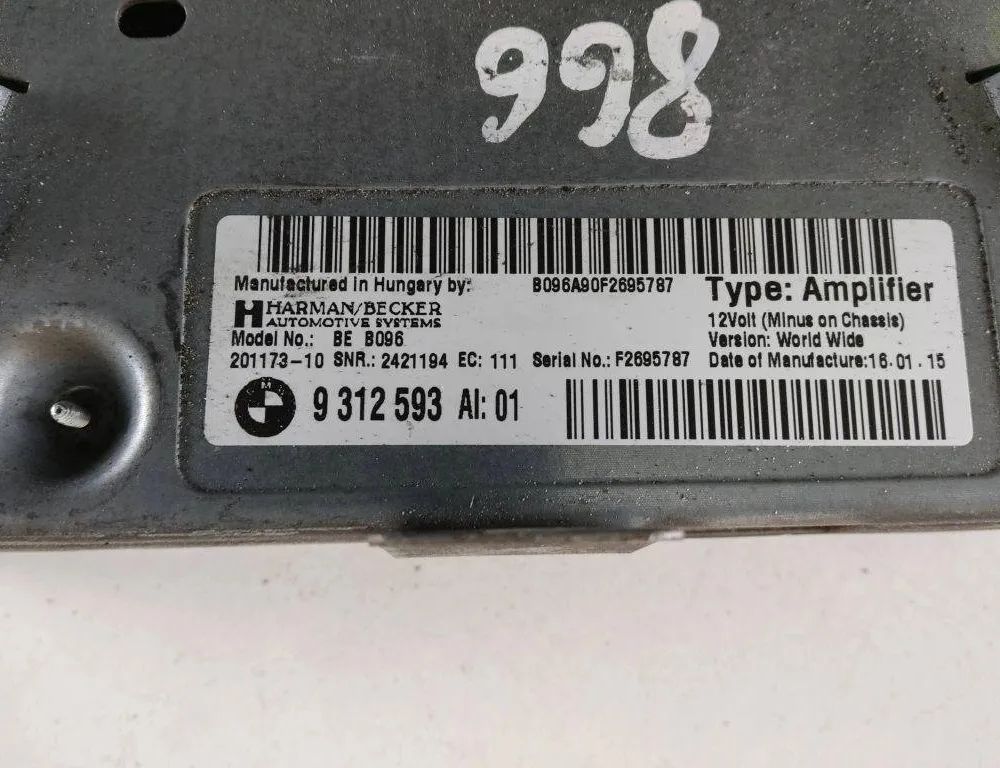 998
Manufactured in Hungary by:
HARMAN/BECKER
AUTOMOTIVE SYSTEMS
Model No.: BE B096
B096A90F2695787
Type: Amplifier
12Volt (Minus on Chassis)
Version: World Wide
201173-10 SNR.: 2421194 EC: 111 Serial No.: F2695787 Date of Manufacture:16.01.15
M
9 312 593 AI: 01